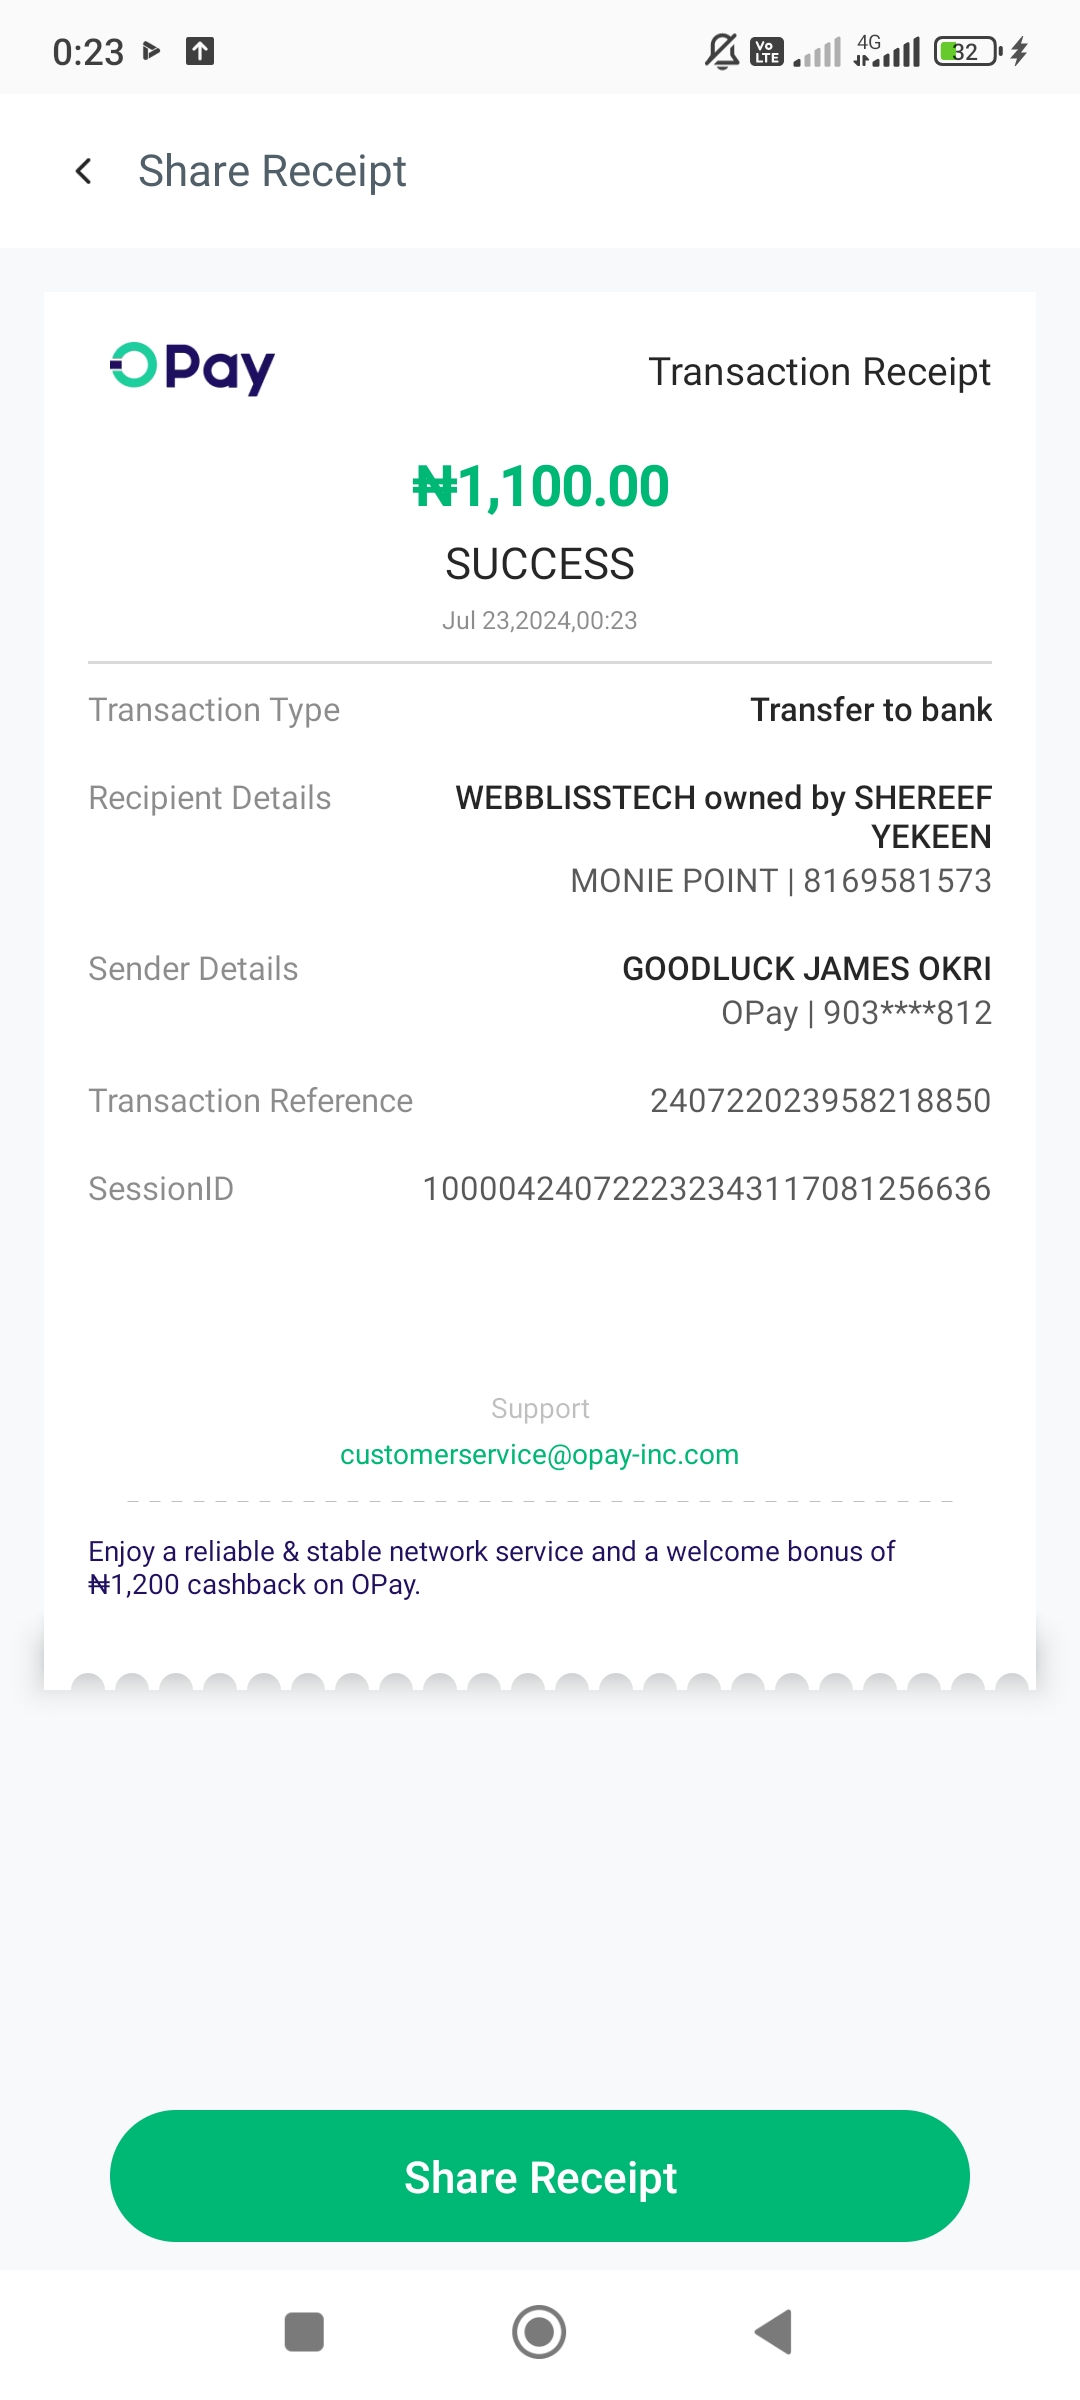 0:23
Vo LTE
4G
32
Share Receipt
OPay
Transaction Receipt
₦1,100.00
SUCCESS
Jul 23,2024,00:23
Transaction Type Transfer to bank
Recipient Details WEBBLISSTECH owned by SHEREEF
YEKEEN
MONIE POINT | 8169581573
Sender Details GOODLUCK JAMES OKRI
OPay | 903****812
Transaction Reference 240722023958218850
SessionID 100004240722232343117081256636
Support
customerservice@opay-inc.com
Enjoy a reliable & stable network service and a welcome bonus of
₦1,200 cashback on OPay.
Share Receipt